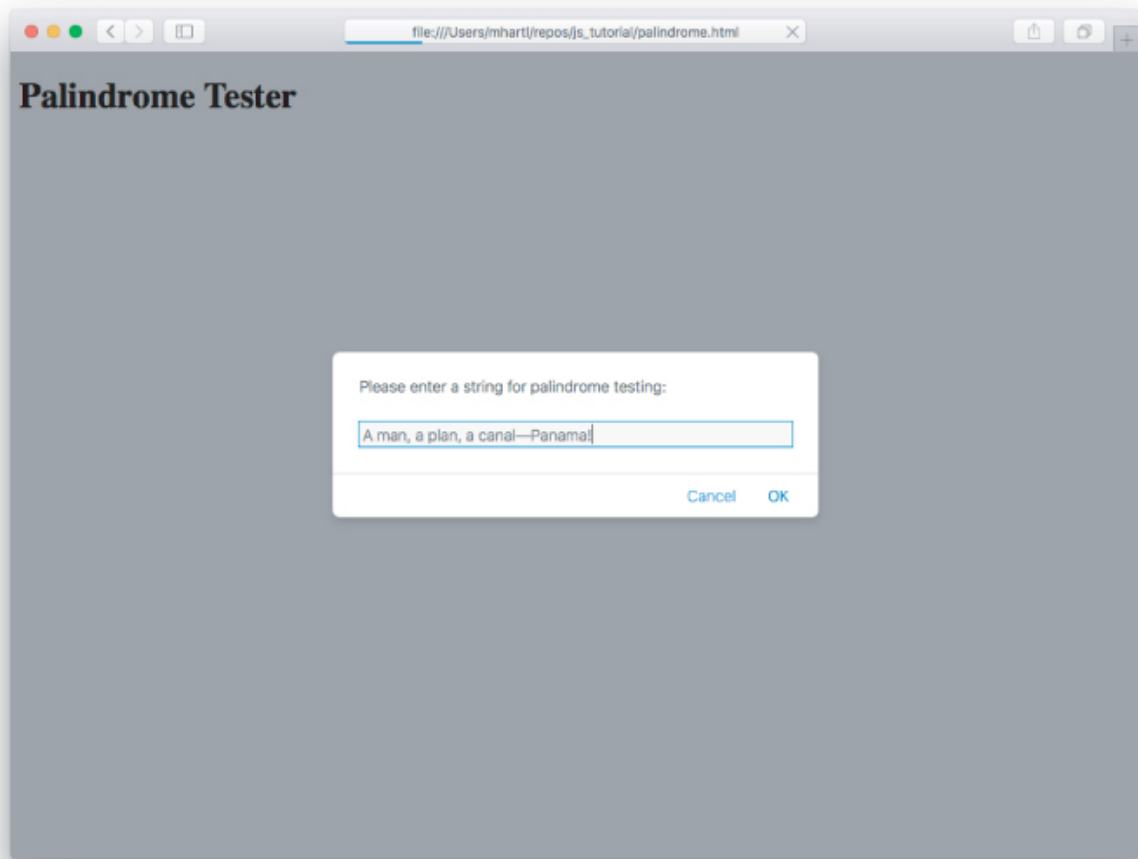 file:///Users/mhartl/repos/js_tutorial/palindrome.html
Palindrome Tester
Please enter a string for palindrome testing:
A man, a plan, a canal—Panama!
Cancel OK